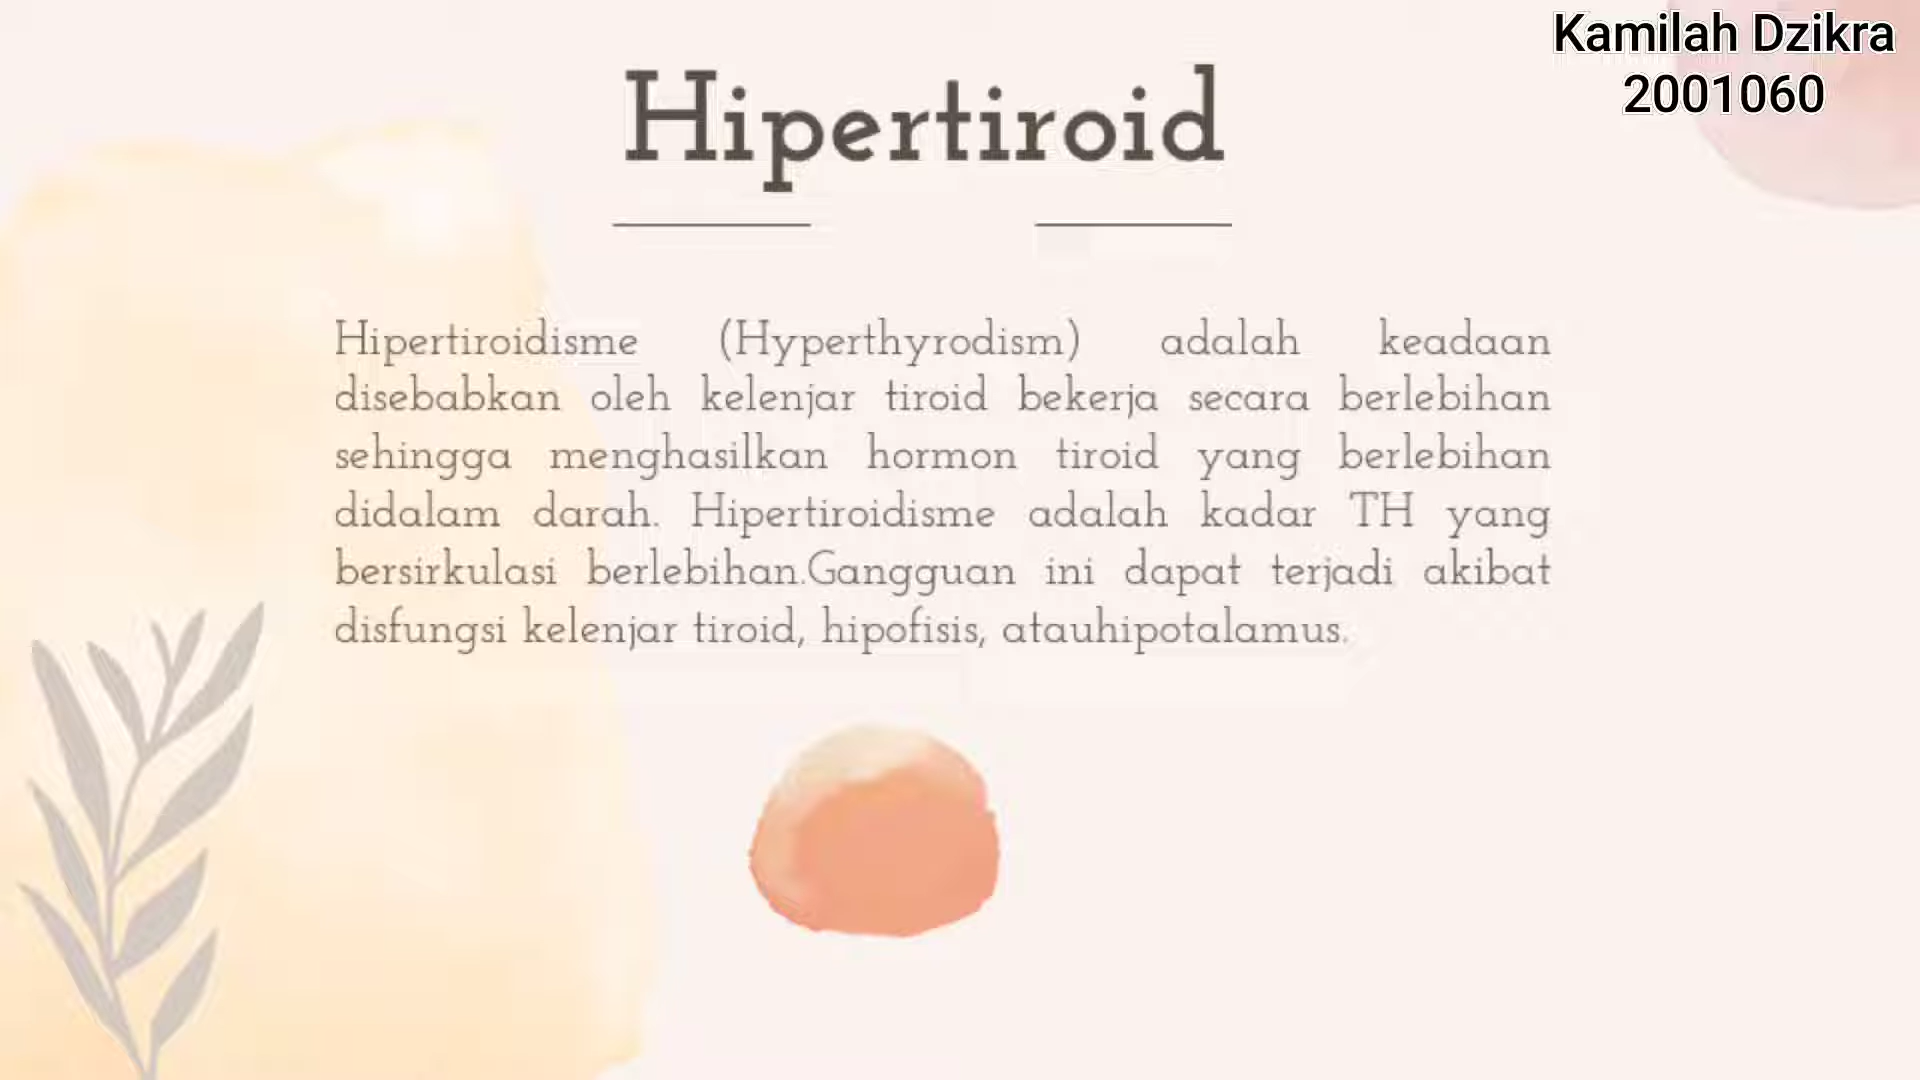 Kamilah Dzikra
2001060
Hipertiroid
Hipertiroidisme (Hyperthyrodism) adalah keadaan
disebabkan oleh kelenjar tiroid bekerja secara berlebihan
sehingga menghasilkan hormon tiroid yang berlebihan
didalam darah. Hipertiroidisme adalah kadar TH yang
bersirkulasi berlebihan.Gangguan ini dapat terjadi akibat
disfungsi kelenjar tiroid, hipofisis, atauhipotalamus.